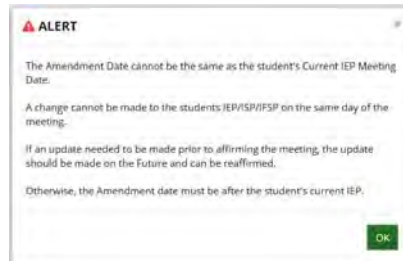 ALERT
The Amendment Date cannot be the same as the student's Current IEP Meeting
Date.
A change cannot be made to the students IEP/ISP/IFSP on the same day of the
meeting.
If an update needed to be made prior to affirming the meeting, the update
should be made on the Future and can be reaffirmed.
Otherwise, the Amendment date must be after the student's current IEP.
OK